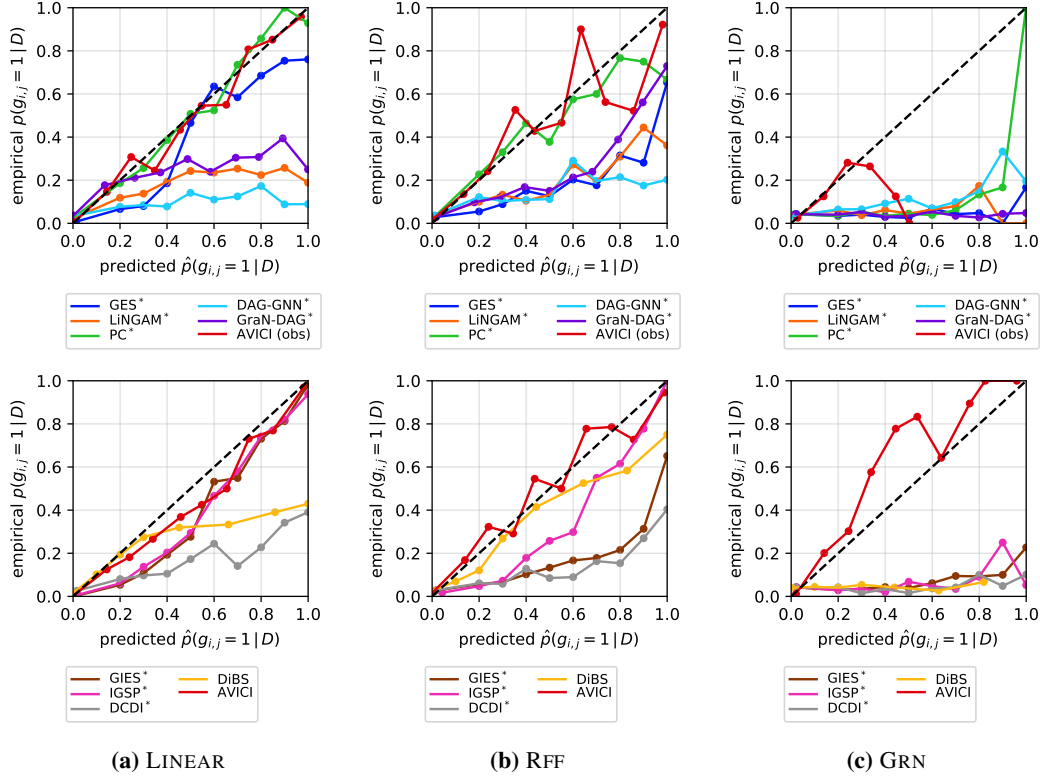 1.0
0.8
0.6
0.4
0.2
0.0
empirical p(g_{i,j} = 1 | D)
0.0 0.2 0.4 0.6 0.8 1.0
predicted p̂(g_{i,j} = 1 | D)
GES* DAG-GNN*
LiNGAM* GraN-DAG*
PC* AVICI (obs)
1.0
0.8
0.6
0.4
0.2
0.0
empirical p(g_{i,j} = 1 | D)
0.0 0.2 0.4 0.6 0.8 1.0
predicted p̂(g_{i,j} = 1 | D)
GES* DAG-GNN*
LiNGAM* GraN-DAG*
PC* AVICI (obs)
1.0
0.8
0.6
0.4
0.2
0.0
empirical p(g_{i,j} = 1 | D)
0.0 0.2 0.4 0.6 0.8 1.0
predicted p̂(g_{i,j} = 1 | D)
GES* DAG-GNN*
LiNGAM* GraN-DAG*
PC* AVICI (obs)
1.0
0.8
0.6
0.4
0.2
0.0
empirical p(g_{i,j} = 1 | D)
0.0 0.2 0.4 0.6 0.8 1.0
predicted p̂(g_{i,j} = 1 | D)
GIES* DiBS
IGSP* AVICI
DCDI*
1.0
0.8
0.6
0.4
0.2
0.0
empirical p(g_{i,j} = 1 | D)
0.0 0.2 0.4 0.6 0.8 1.0
predicted p̂(g_{i,j} = 1 | D)
GIES* DiBS
IGSP* AVICI
DCDI*
1.0
0.8
0.6
0.4
0.2
0.0
empirical p(g_{i,j} = 1 | D)
0.0 0.2 0.4 0.6 0.8 1.0
predicted p̂(g_{i,j} = 1 | D)
GIES* DiBS
IGSP* AVICI
DCDI*
(a) LINEAR
(b) RFF
(c) GRN